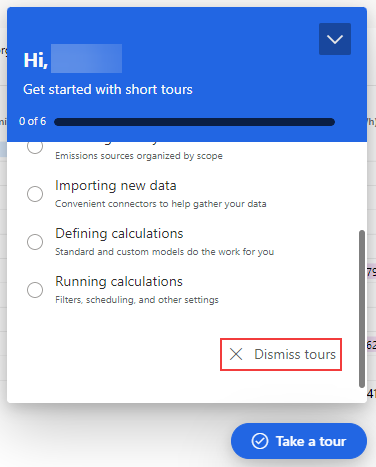 Hi,
Get started with short tours
0 of 6
Emissions sources organized by scope
Importing new data
Convenient connectors to help gather your data
Defining calculations
Standard and custom models do the work for you
Running calculations
Filters, scheduling, and other settings
Dismiss tours
Take a tour